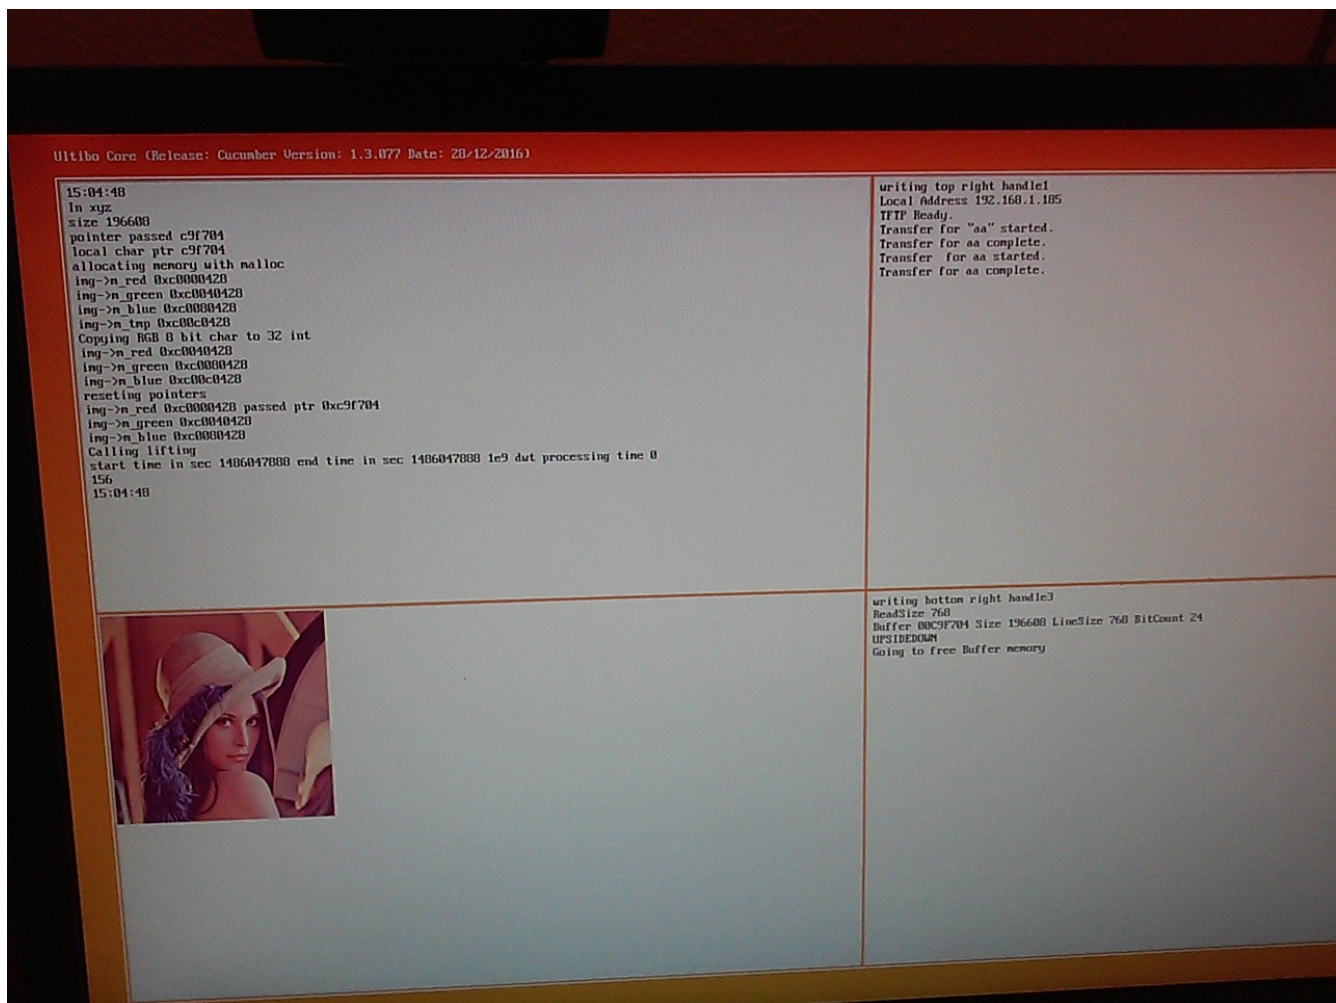 Ultibo Core (Release: Cucumber Version: 1.3.077 Date: 28/12/2016)
15:04:48
In xyz
size 196608
pointer passed c9f704
local char ptr c9f704
allocating memory with malloc
img->m_red 0xc0000428
img->m_green 0xc0040428
img->m_blue 0xc0080428
img->m_tmp 0xc00c0428
Copying RGB 8 bit char to 32 int
img->m_red 0xc0040428
img->m_green 0xc0080428
img->m_blue 0xc00c0428
reseting pointers
img->m_red 0xc0000428 passed ptr 0xc9f704
img->m_green 0xc0040428
img->m_blue 0xc0080428
Calling lifting
start time in sec 1486047888 end time in sec 1486047888 1e9 dwt processing time 0
156
15:04:48
writing top right handle1
Local Address 192.168.1.185
TFTP Ready.
Transfer for "aa" started.
Transfer for aa complete.
Transfer for aa started.
Transfer for aa complete.
writing bottom right handle3
ReadSize 768
Buffer 00C9F704 Size 196608 LineSize 768 BitCount 24
UPSIDEDOWN
Going to free Buffer memory